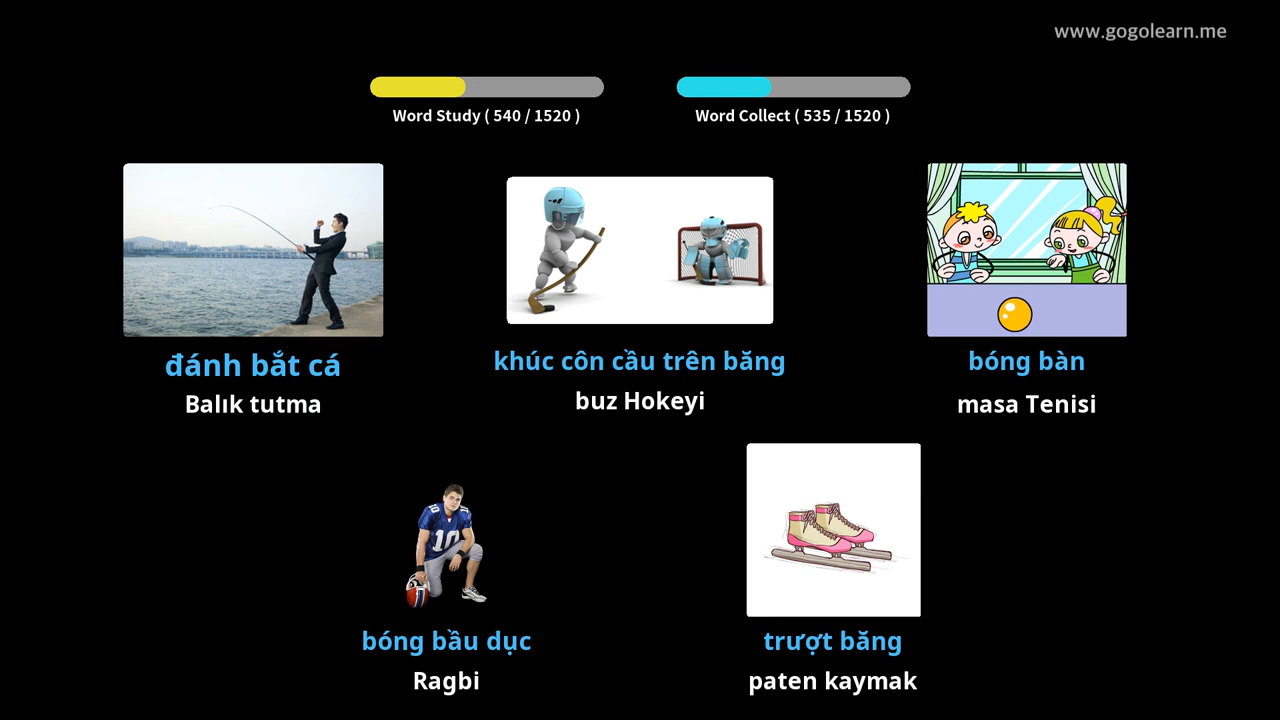 www.gogolearn.me
Word Study ( 540 / 1520 )
Word Collect ( 535 / 1520 )
đánh bắt cá
Balık tutma
khúc côn cầu trên băng
buz Hokeyi
bóng bàn
masa Tenisi
10
bóng bầu dục
Ragbi
trượt băng
paten kaymak